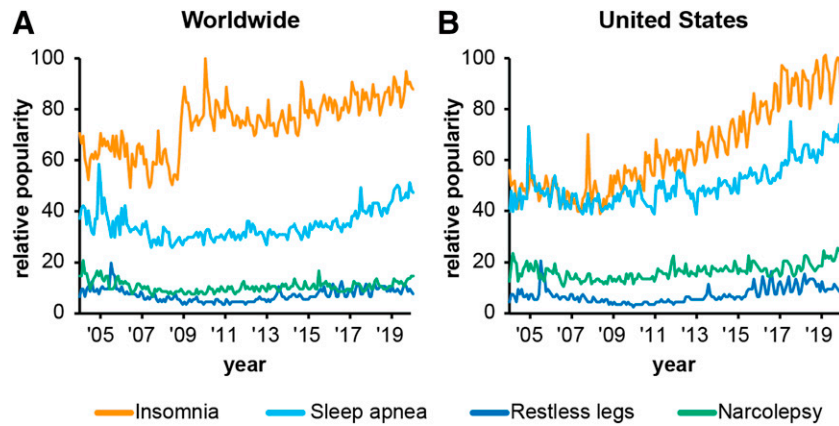 A Worldwide
B United States
relative popularity
100
80
60
40
20
0
'05 '07 '09 '11 '13 '15 '17 '19
year
relative popularity
100
80
60
40
20
0
'05 '07 '09 '11 '13 '15 '17 '19
year
Insomnia Sleep apnea Restless legs Narcolepsy